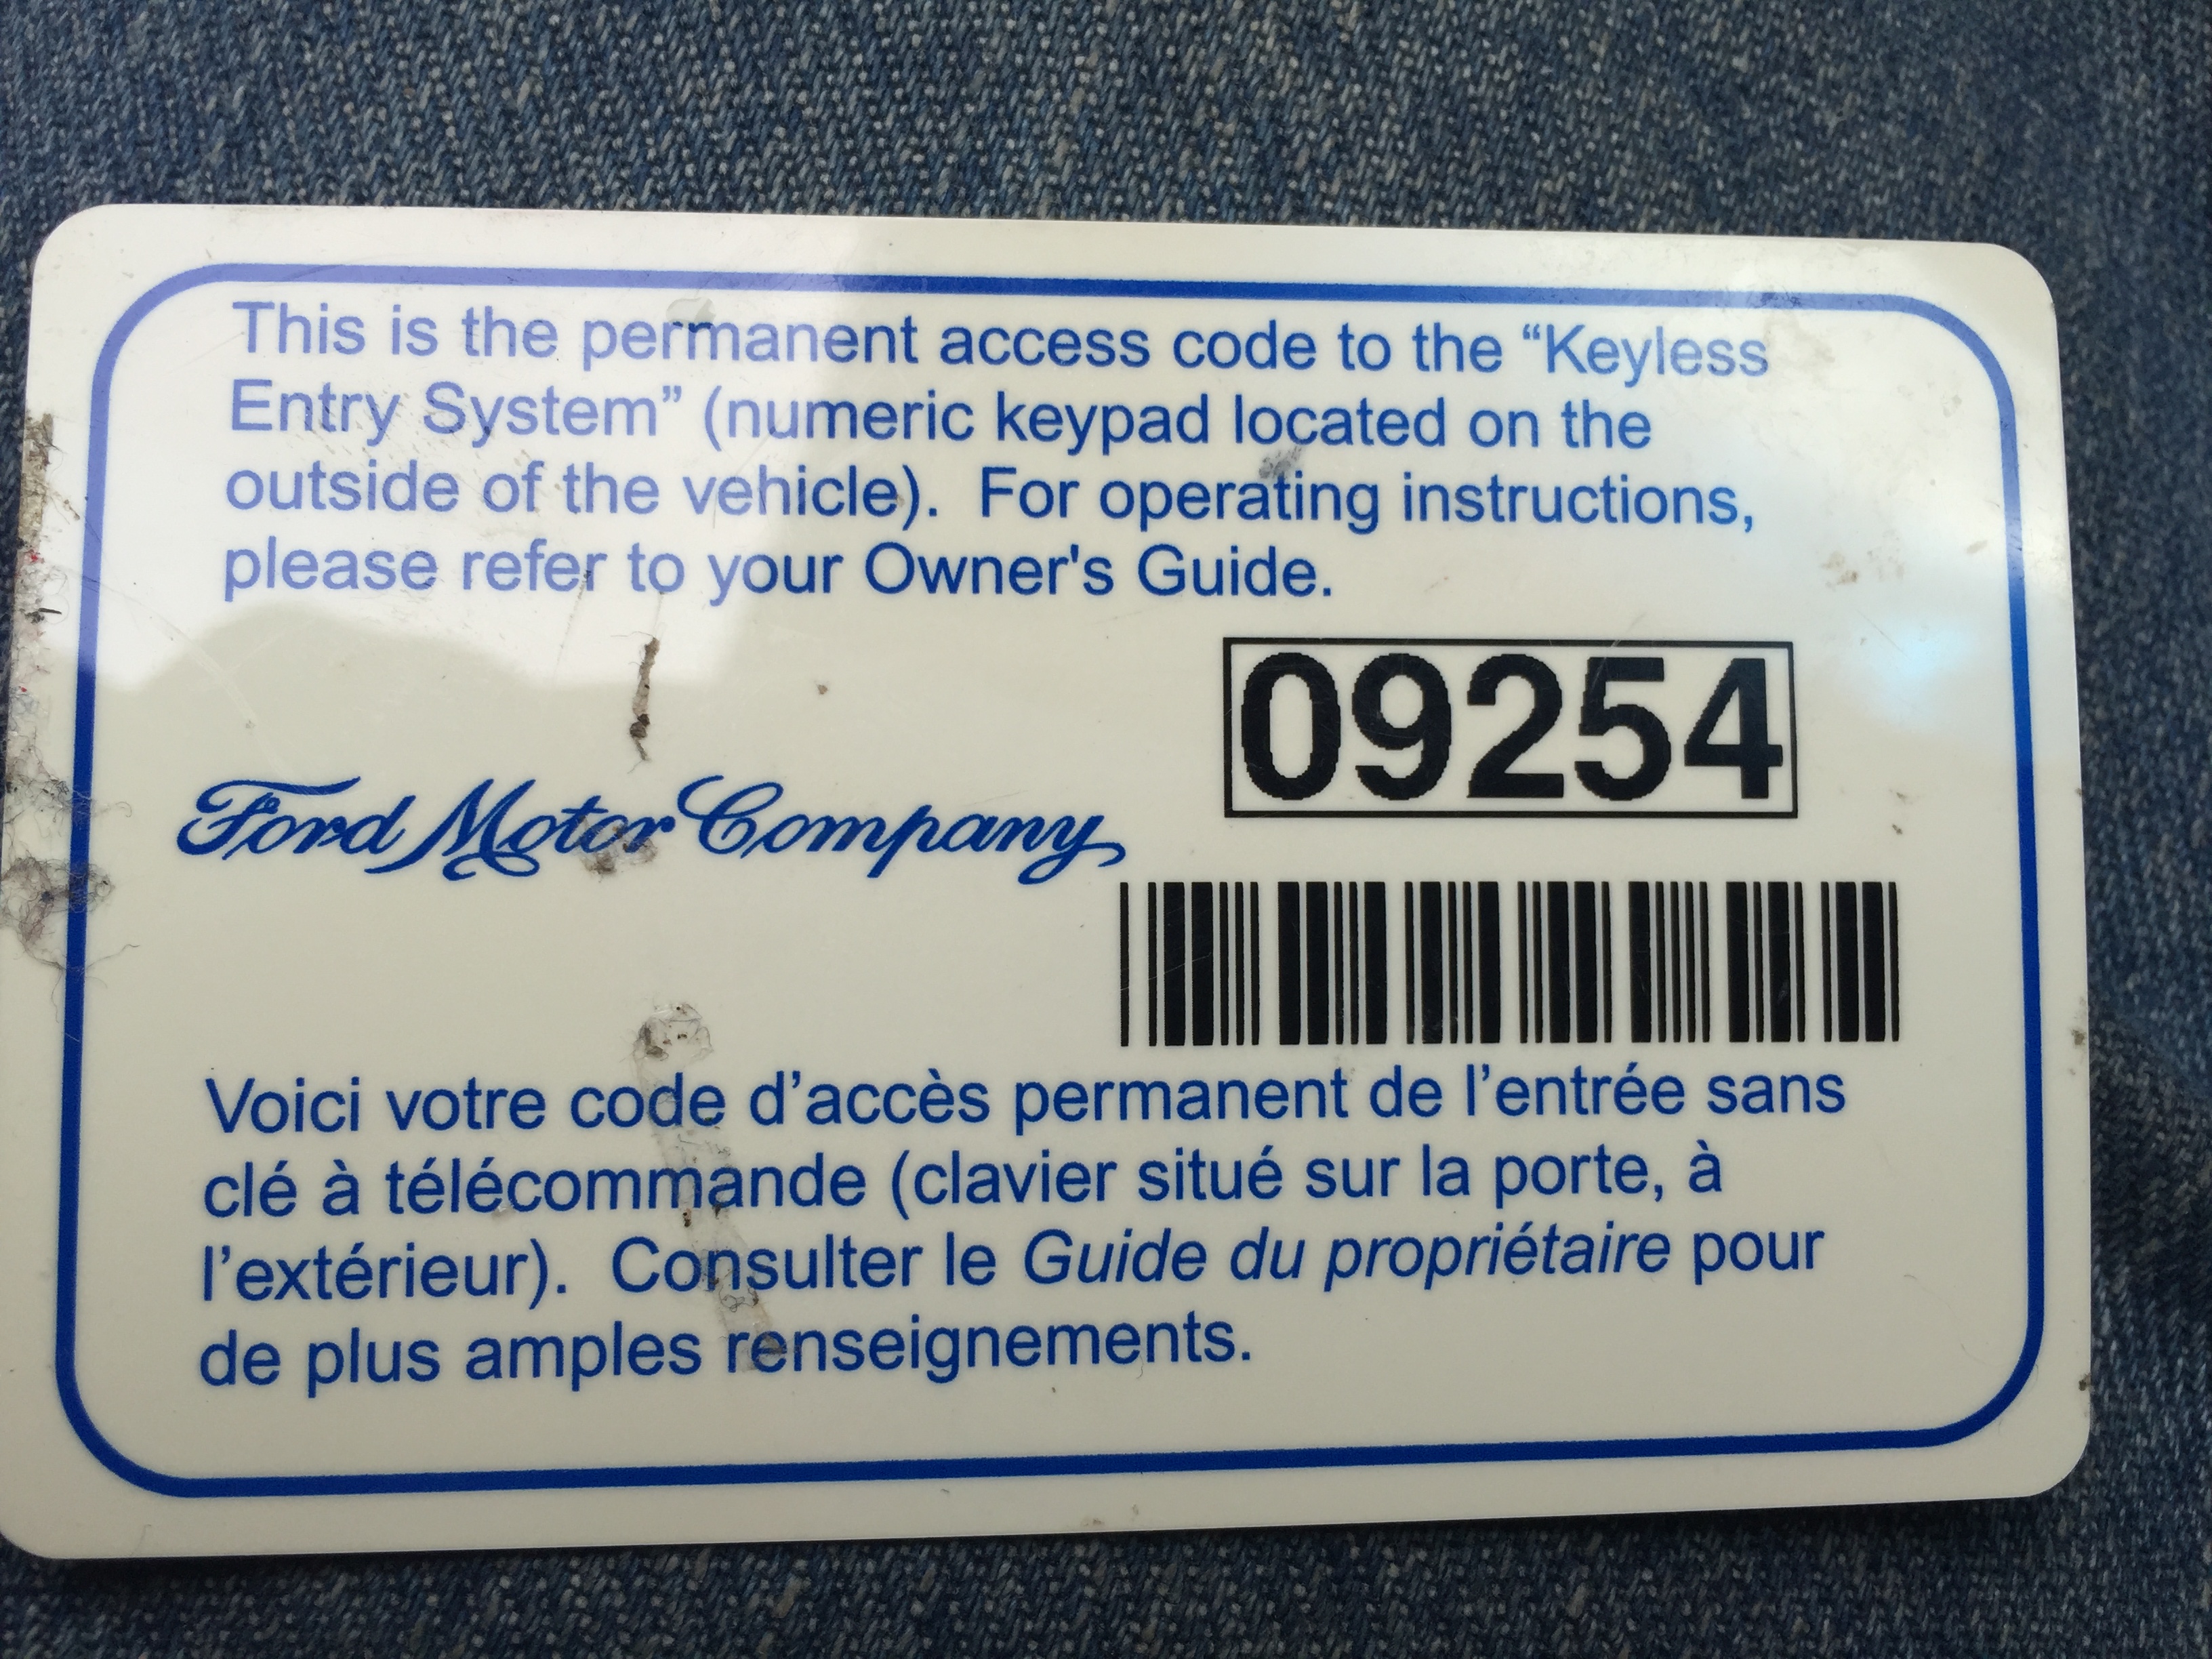 This is the permanent access code to the “Keyless
Entry System” (numeric keypad located on the
outside of the vehicle).  For operating instructions,
please refer to your Owner's Guide.
09254
Ford Motor Company
Voici votre code d’accès permanent de l’entrée sans
clé à télécommande (clavier situé sur la porte, à
l’extérieur).  Consulter le Guide du propriétaire pour
de plus amples renseignements.